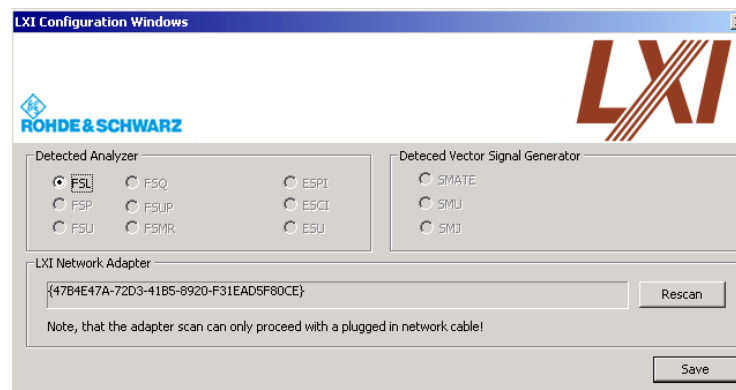 LXI Configuration Windows
LXI
ROHDE & SCHWARZ
Detected Analyzer
FSL FSQ ESPI
FSP FSUP ESCI
FSU FSMR ESU
Deteced Vector Signal Generator
SMATE
SMU
SMJ
LXI Network Adapter
{47B4E47A-72D3-41B5-8920-F31EAD5F80CE}
Rescan
Note, that the adapter scan can only proceed with a plugged in network cable!
Save